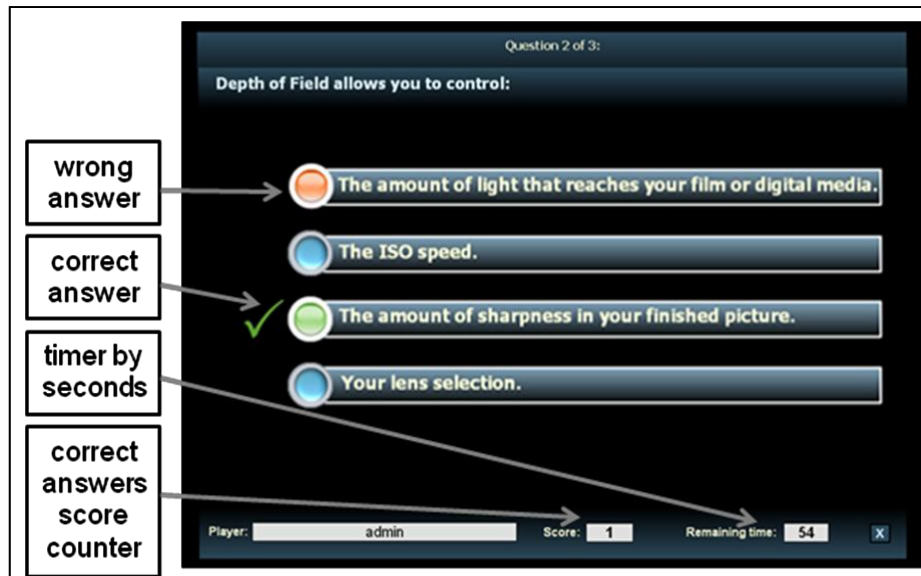 Question 2 of 3:
Depth of Field allows you to control:
wrong
answer
The amount of light that reaches your film or digital media.
The ISO speed.
correct
answer
The amount of sharpness in your finished picture.
timer by
seconds
Your lens selection.
correct
answers
score
counter
Player: admin Score: 1 Remaining time: 54 X